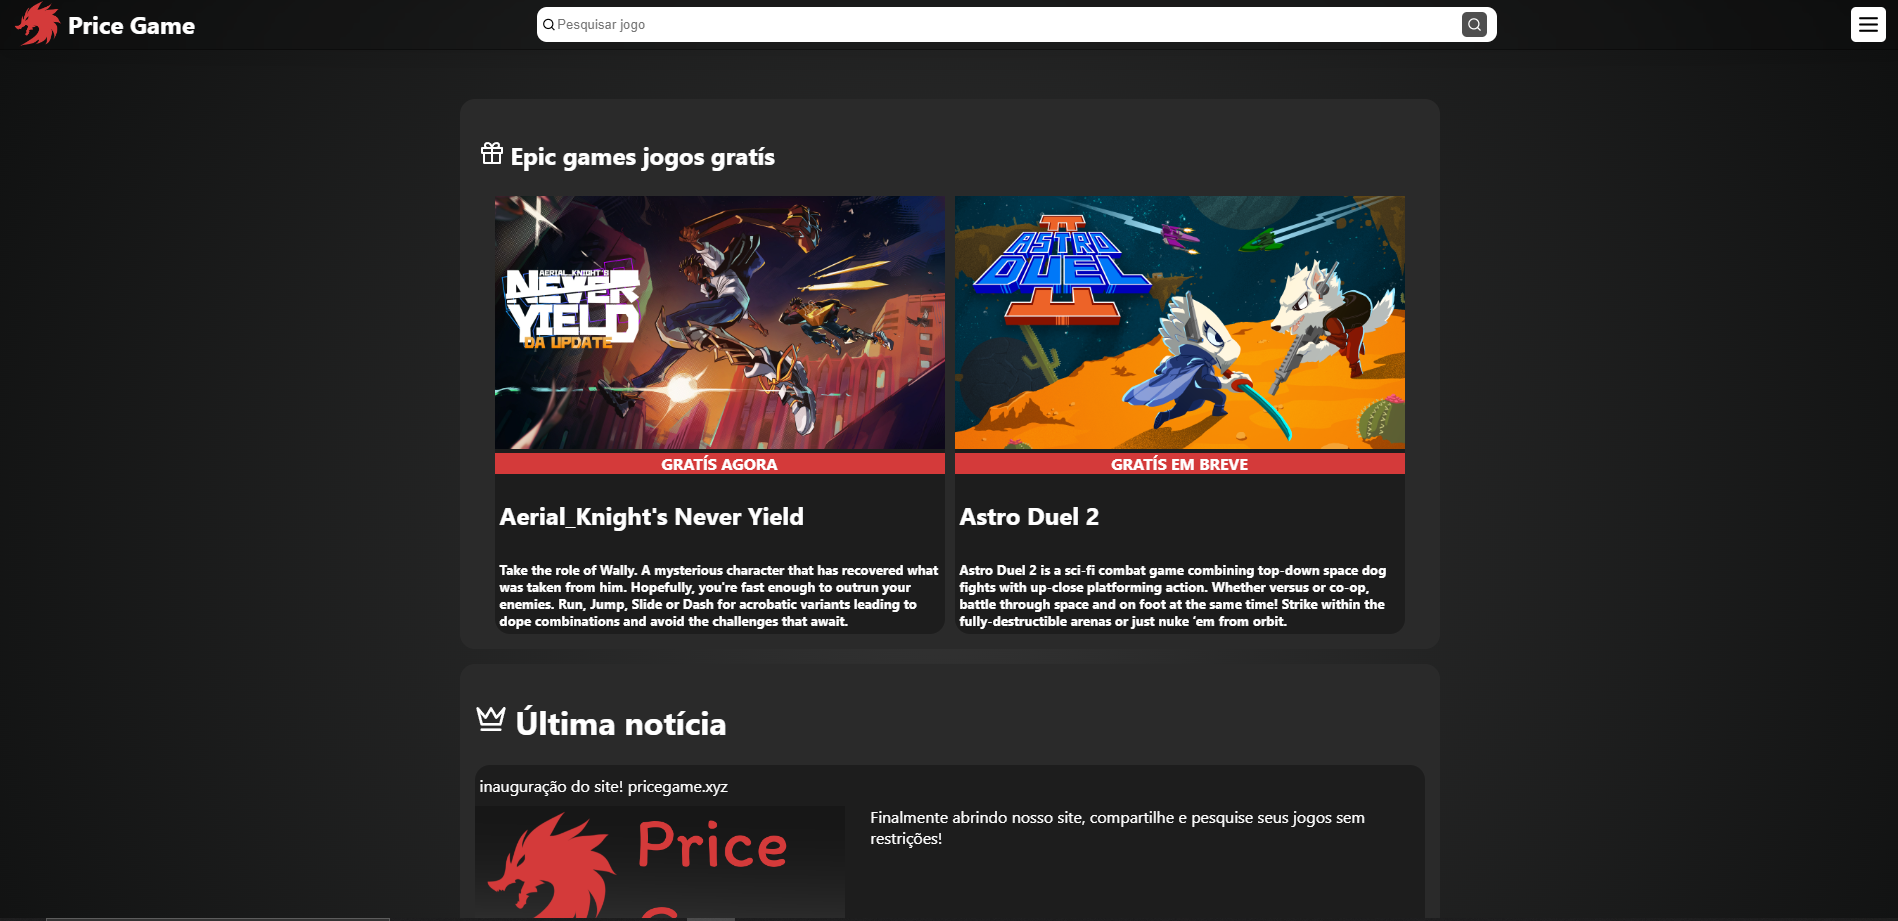 Price Game
Pesquisar jogo
Epic games jogos gratís
AERIAL_KNIGHT'S
NEVER
YIELD
DA UPDATE
ASTRO
DUEL
II
GRATÍS AGORA
GRATÍS EM BREVE
Aerial_Knight's Never Yield
Astro Duel 2
Take the role of Wally. A mysterious character that has recovered what
was taken from him. Hopefully, you're fast enough to outrun your
enemies. Run, Jump, Slide or Dash for acrobatic variants leading to
dope combinations and avoid the challenges that await.
Astro Duel 2 is a sci-fi combat game combining top-down space dog
fights with up-close platforming action. Whether versus or co-op,
battle through space and on foot at the same time! Strike within the
fully-destructible arenas or just nuke ‘em from orbit.
Última notícia
inauguração do site! pricegame.xyz
Price
Finalmente abrindo nosso site, compartilhe e pesquise seus jogos sem
restrições!